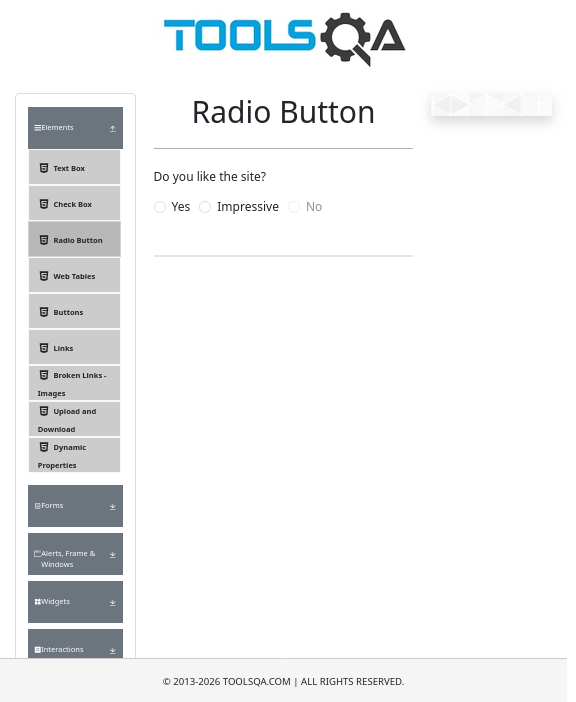 TOOLSQA
Elements
Text Box
Check Box
Radio Button
Web Tables
Buttons
Links
Broken Links -
Images
Upload and
Download
Dynamic
Properties
Forms
Alerts, Frame &
Windows
Widgets
Interactions
Radio Button
Do you like the site?
Yes Impressive No
© 2013-2026 TOOLSQA.COM | ALL RIGHTS RESERVED.